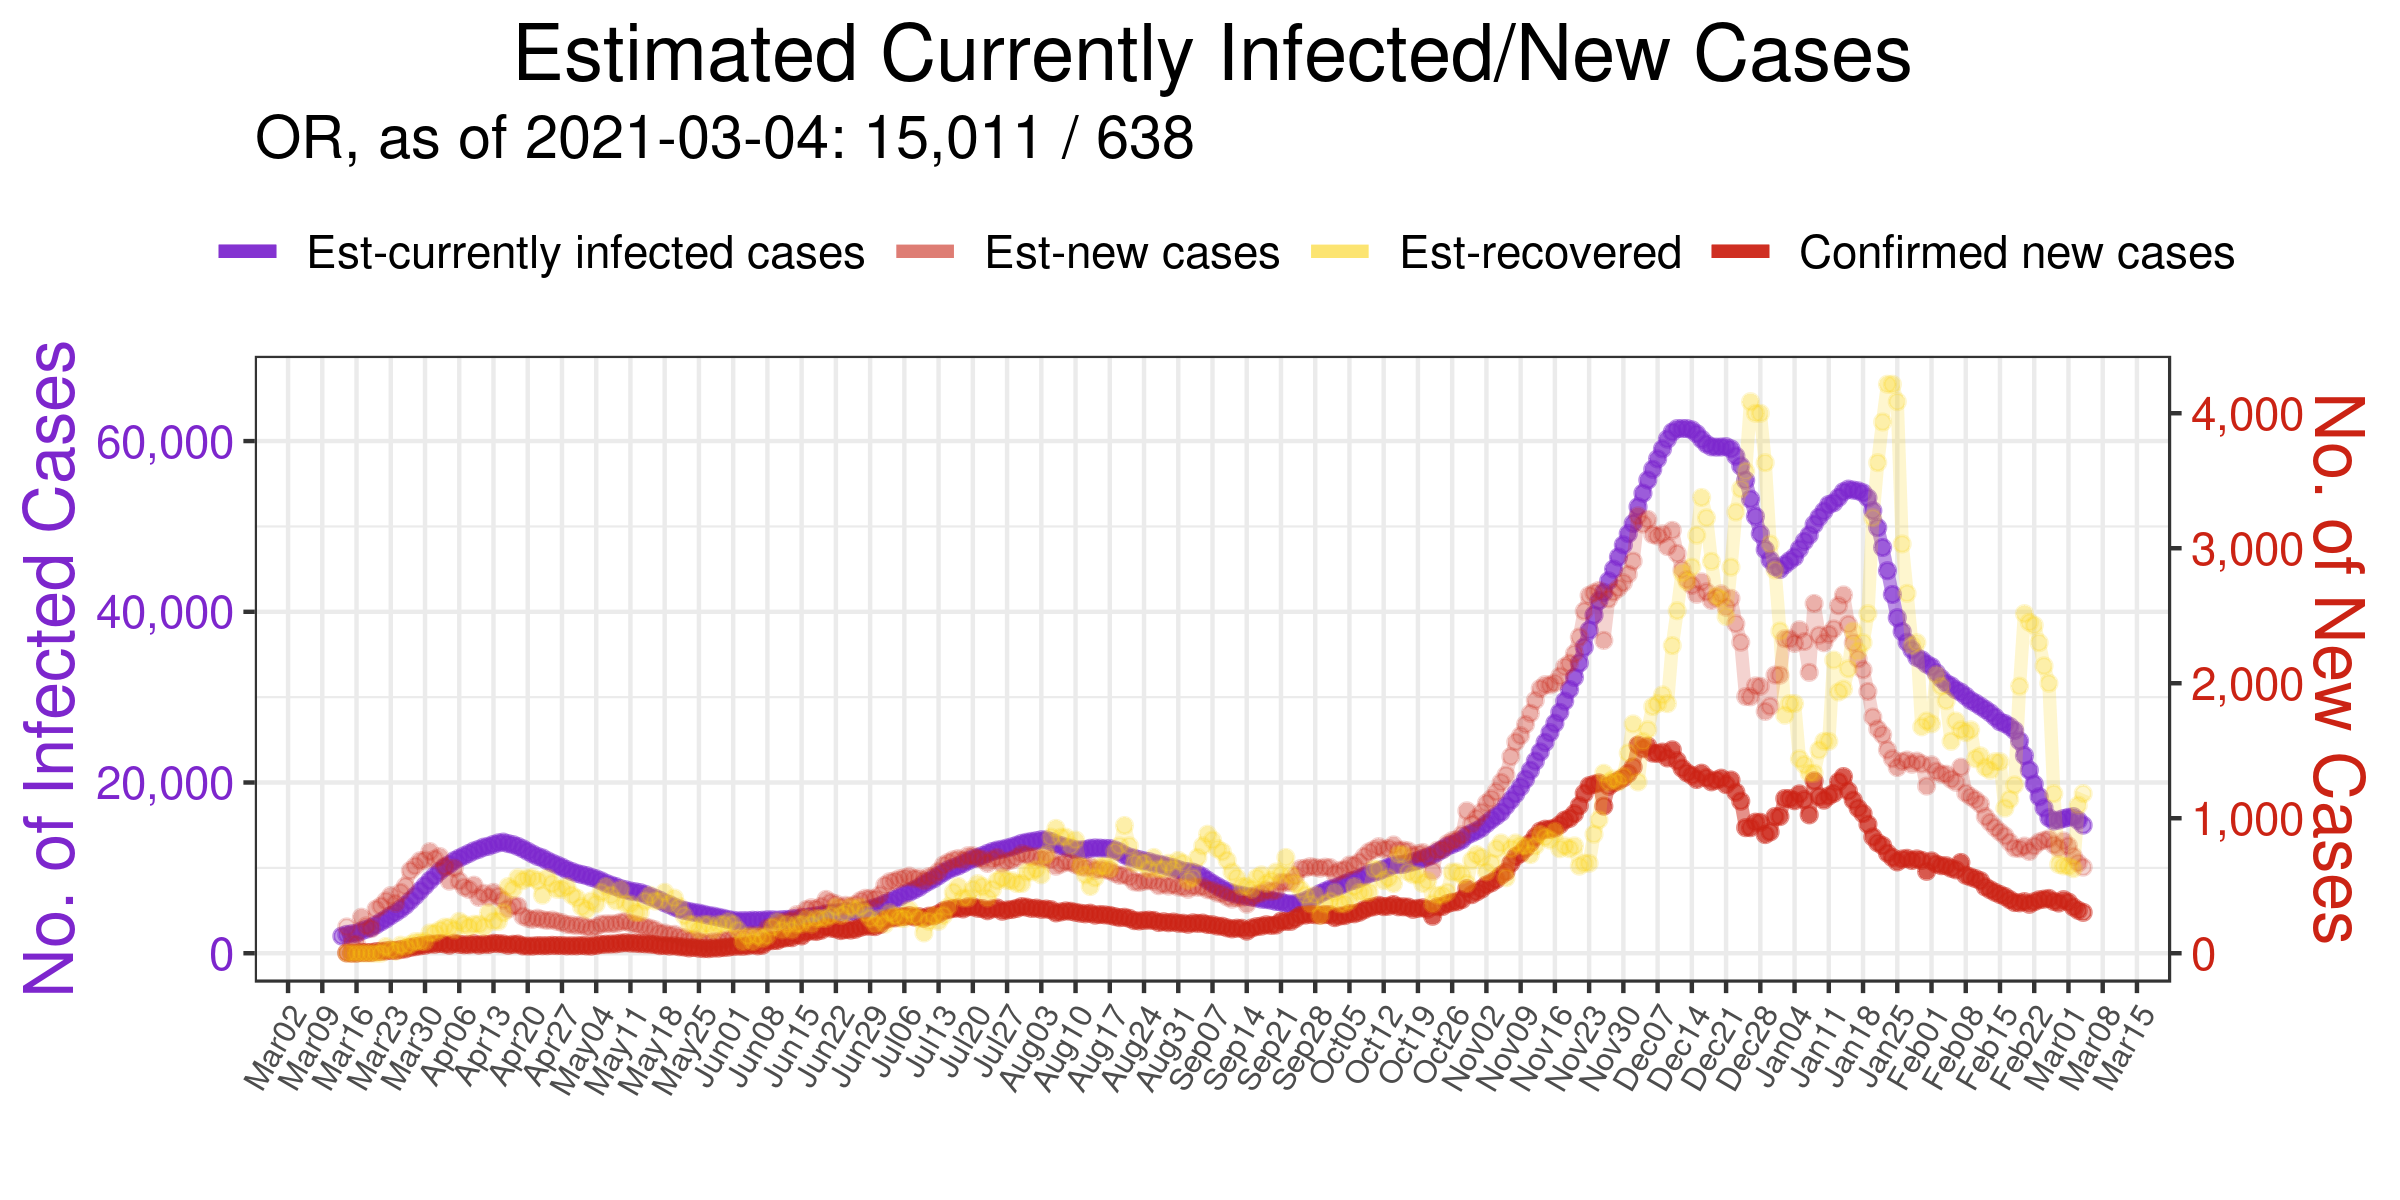 Estimated Currently Infected/New Cases
OR, as of 2021-03-04: 15,011 / 638
Est-currently infected cases Est-new cases Est-recovered Confirmed new cases
No. of Infected Cases
60,000
40,000
20,000
0
4,000
3,000
2,000
1,000
0
No. of New Cases
Mar02 Mar09 Mar16 Mar23 Mar30 Apr06 Apr13 Apr20 Apr27 May04 May11 May18 May25 Jun01 Jun08 Jun15 Jun22 Jun29 Jul06 Jul13 Jul20 Jul27 Aug03 Aug10 Aug17 Aug24 Aug31 Sep07 Sep14 Sep21 Sep28 Oct05 Oct12 Oct19 Oct26 Nov02 Nov09 Nov16 Nov23 Nov30 Dec07 Dec14 Dec21 Dec28 Jan04 Jan11 Jan18 Jan25 Feb01 Feb08 Feb15 Feb22 Mar01 Mar08 Mar15